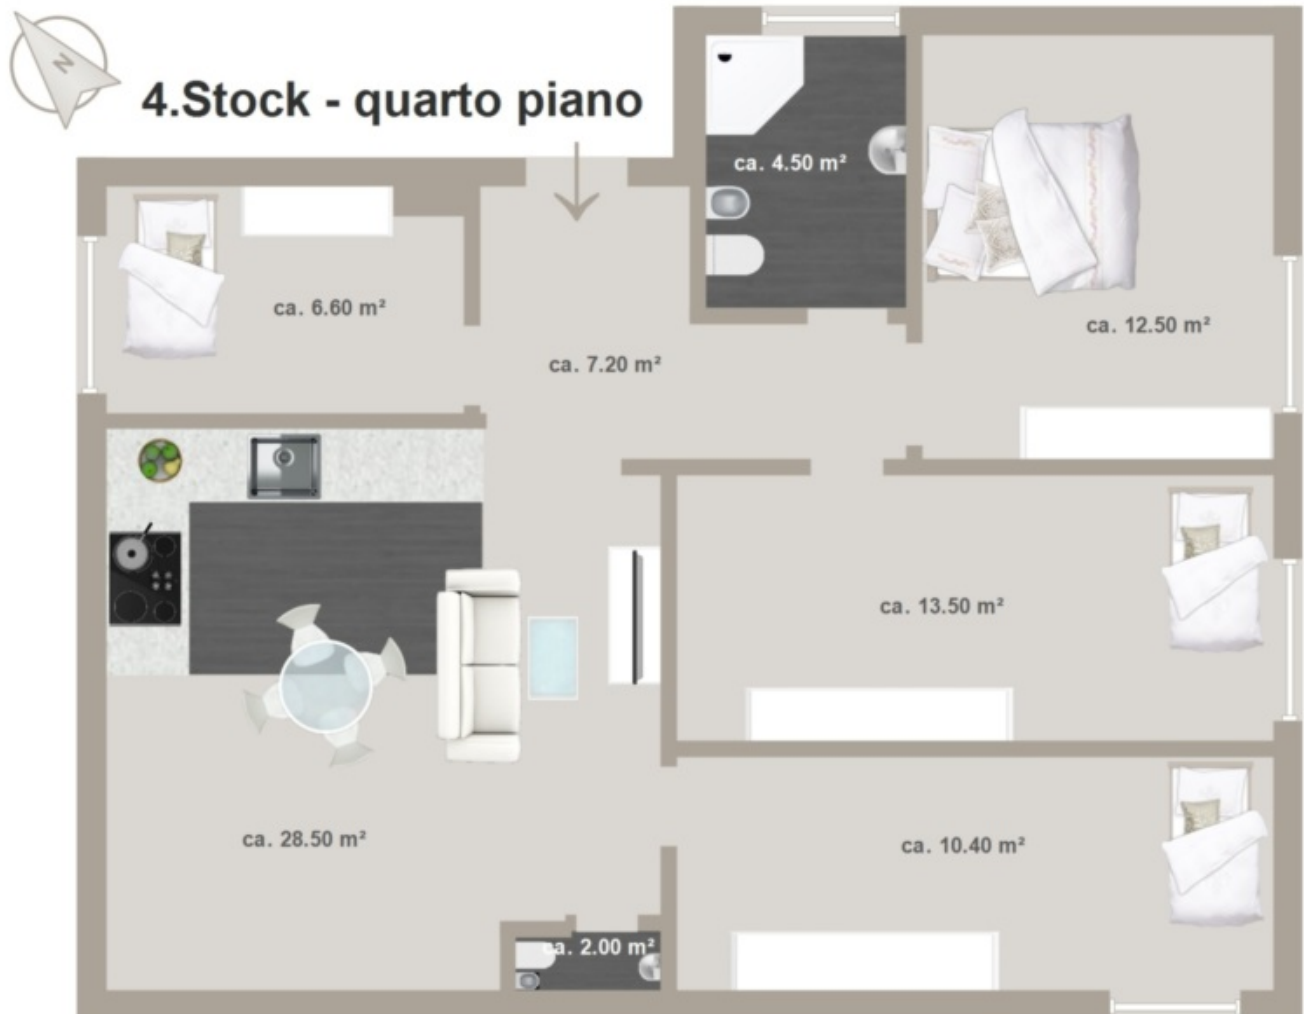 N
4.Stock - quarto piano
ca. 4.50 m²
ca. 6.60 m²
ca. 12.50 m²
ca. 7.20 m²
ca. 13.50 m²
ca. 28.50 m²
ca. 10.40 m²
ca. 2.00 m²